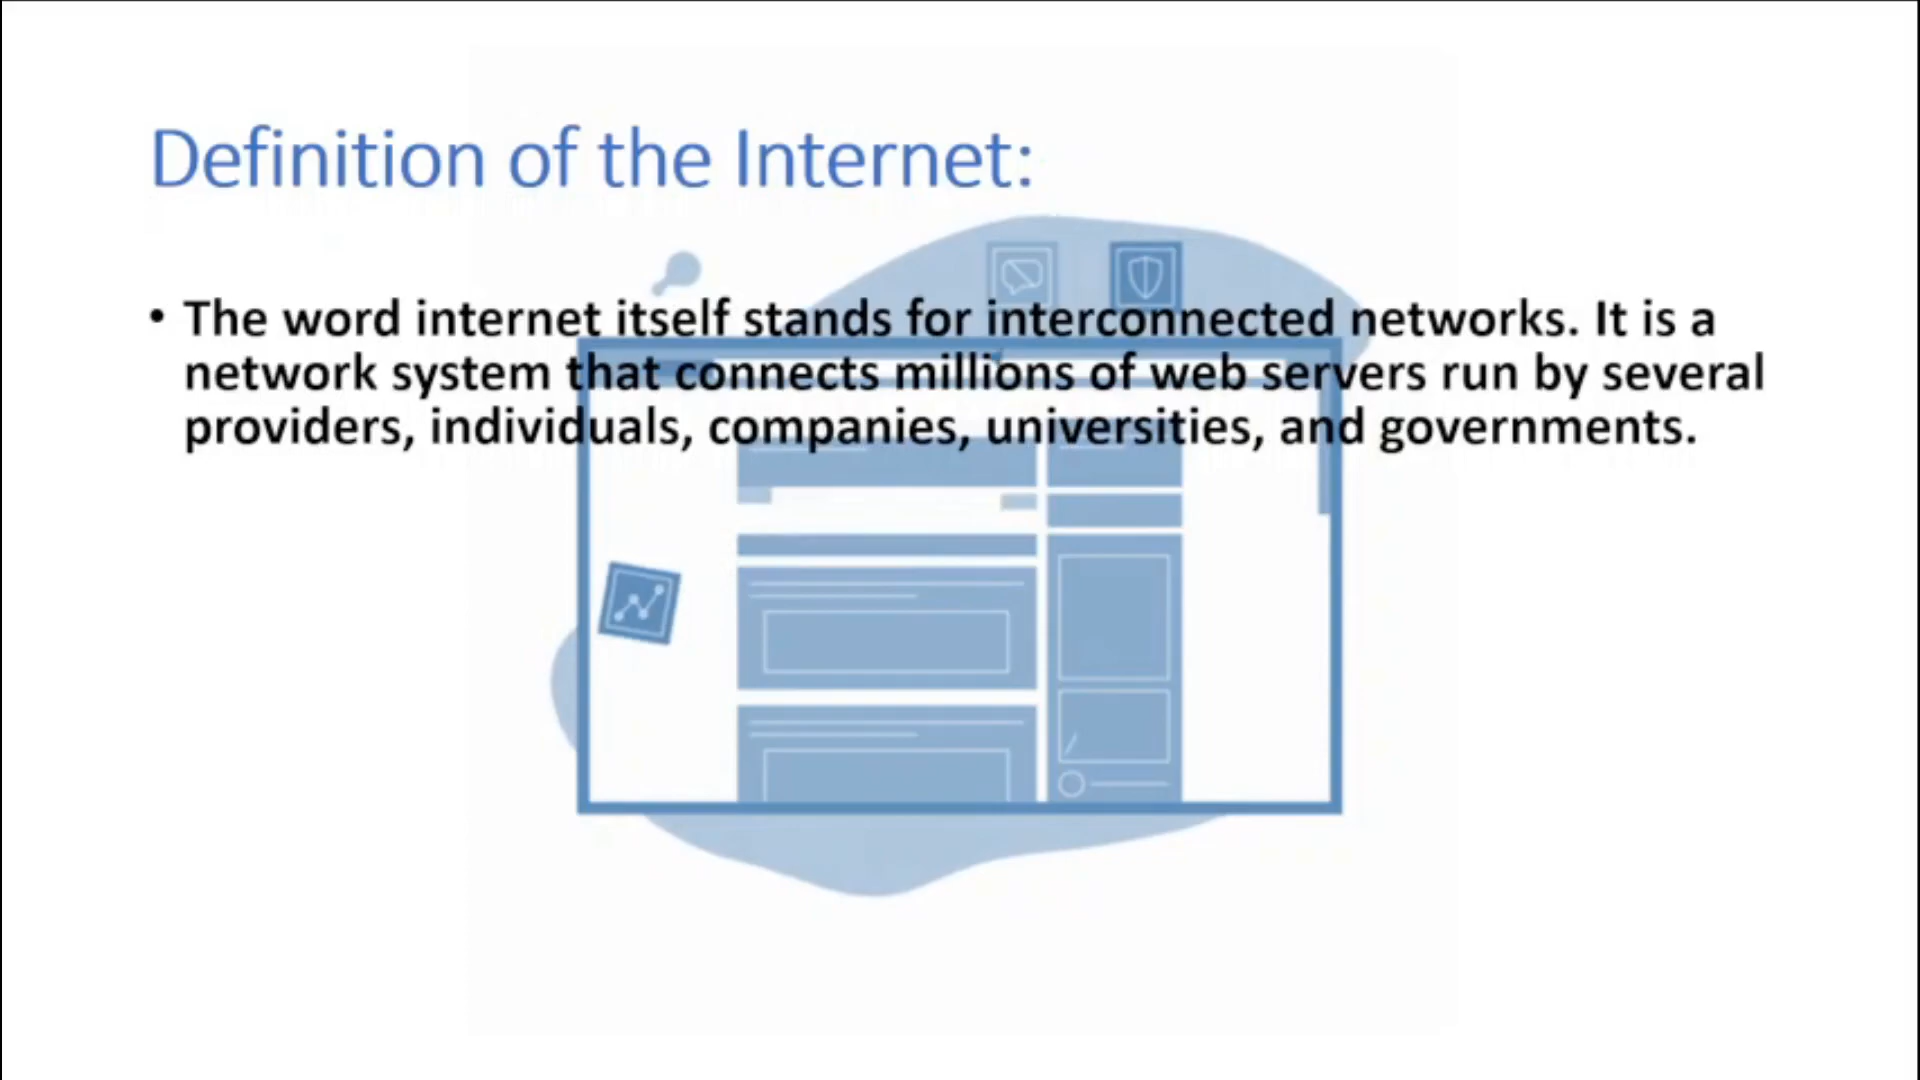 Definition of the Internet:
• The word internet itself stands for interconnected networks. It is a
network system that connects millions of web servers run by several
providers, individuals, companies, universities, and governments.